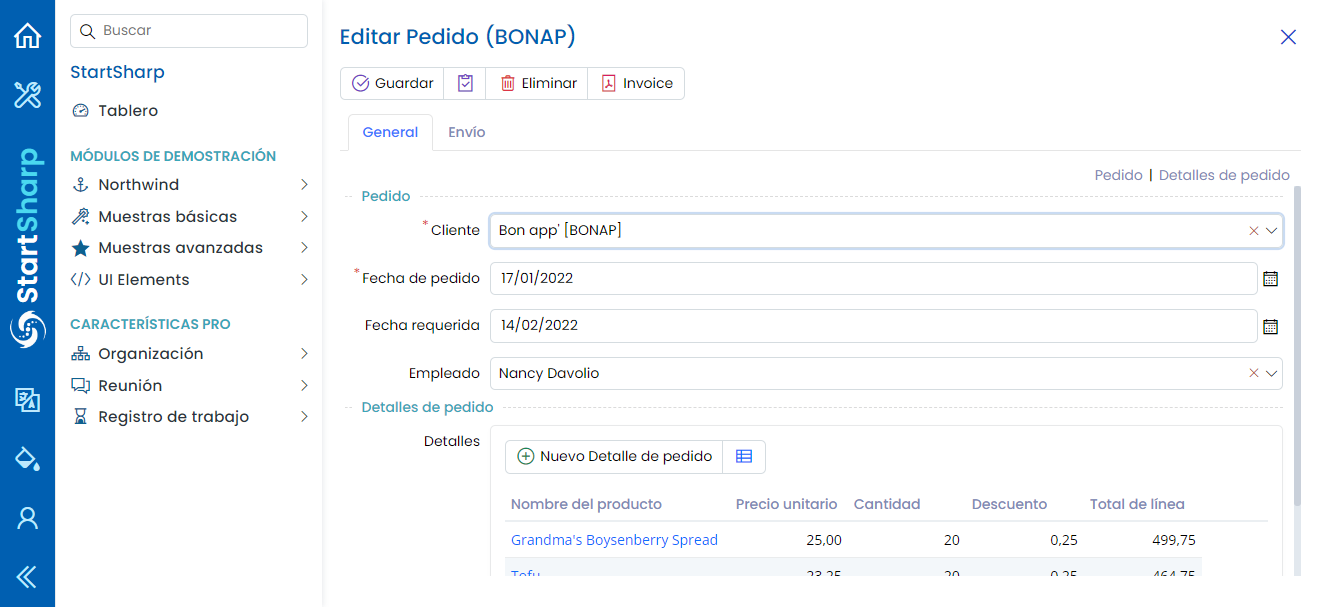 Buscar
StartSharp
Tablero
MÓDULOS DE DEMOSTRACIÓN
Northwind
Muestras básicas
Muestras avanzadas
UI Elements
CARACTERÍSTICAS PRO
Organización
Reunión
Registro de trabajo
StartSharp
Editar Pedido (BONAP)
Guardar
Eliminar
Invoice
General
Envío
Pedido | Detalles de pedido
Pedido
* Cliente Bon app' [BONAP]
* Fecha de pedido 17/01/2022
Fecha requerida 14/02/2022
Empleado Nancy Davolio
Detalles de pedido
Detalles
Nuevo Detalle de pedido
Nombre del producto Precio unitario Cantidad Descuento Total de línea
Grandma's Boysenberry Spread 25,00 20 0,25 499,75
Tofu 23,25 20 0,25 464,75